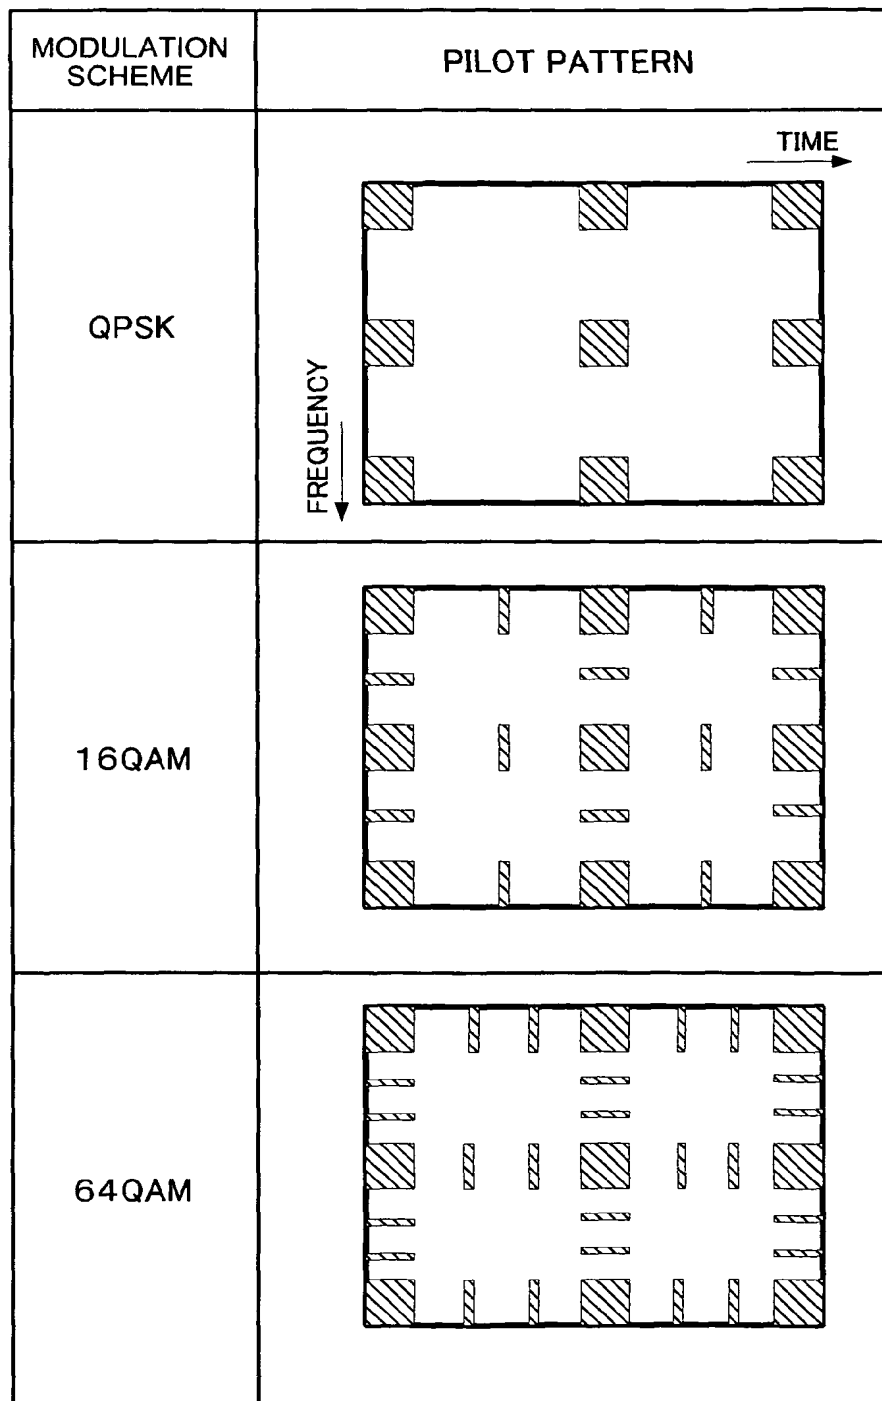 MODULATION
SCHEME
PILOT PATTERN
TIME
QPSK
FREQUENCY
16QAM
64QAM